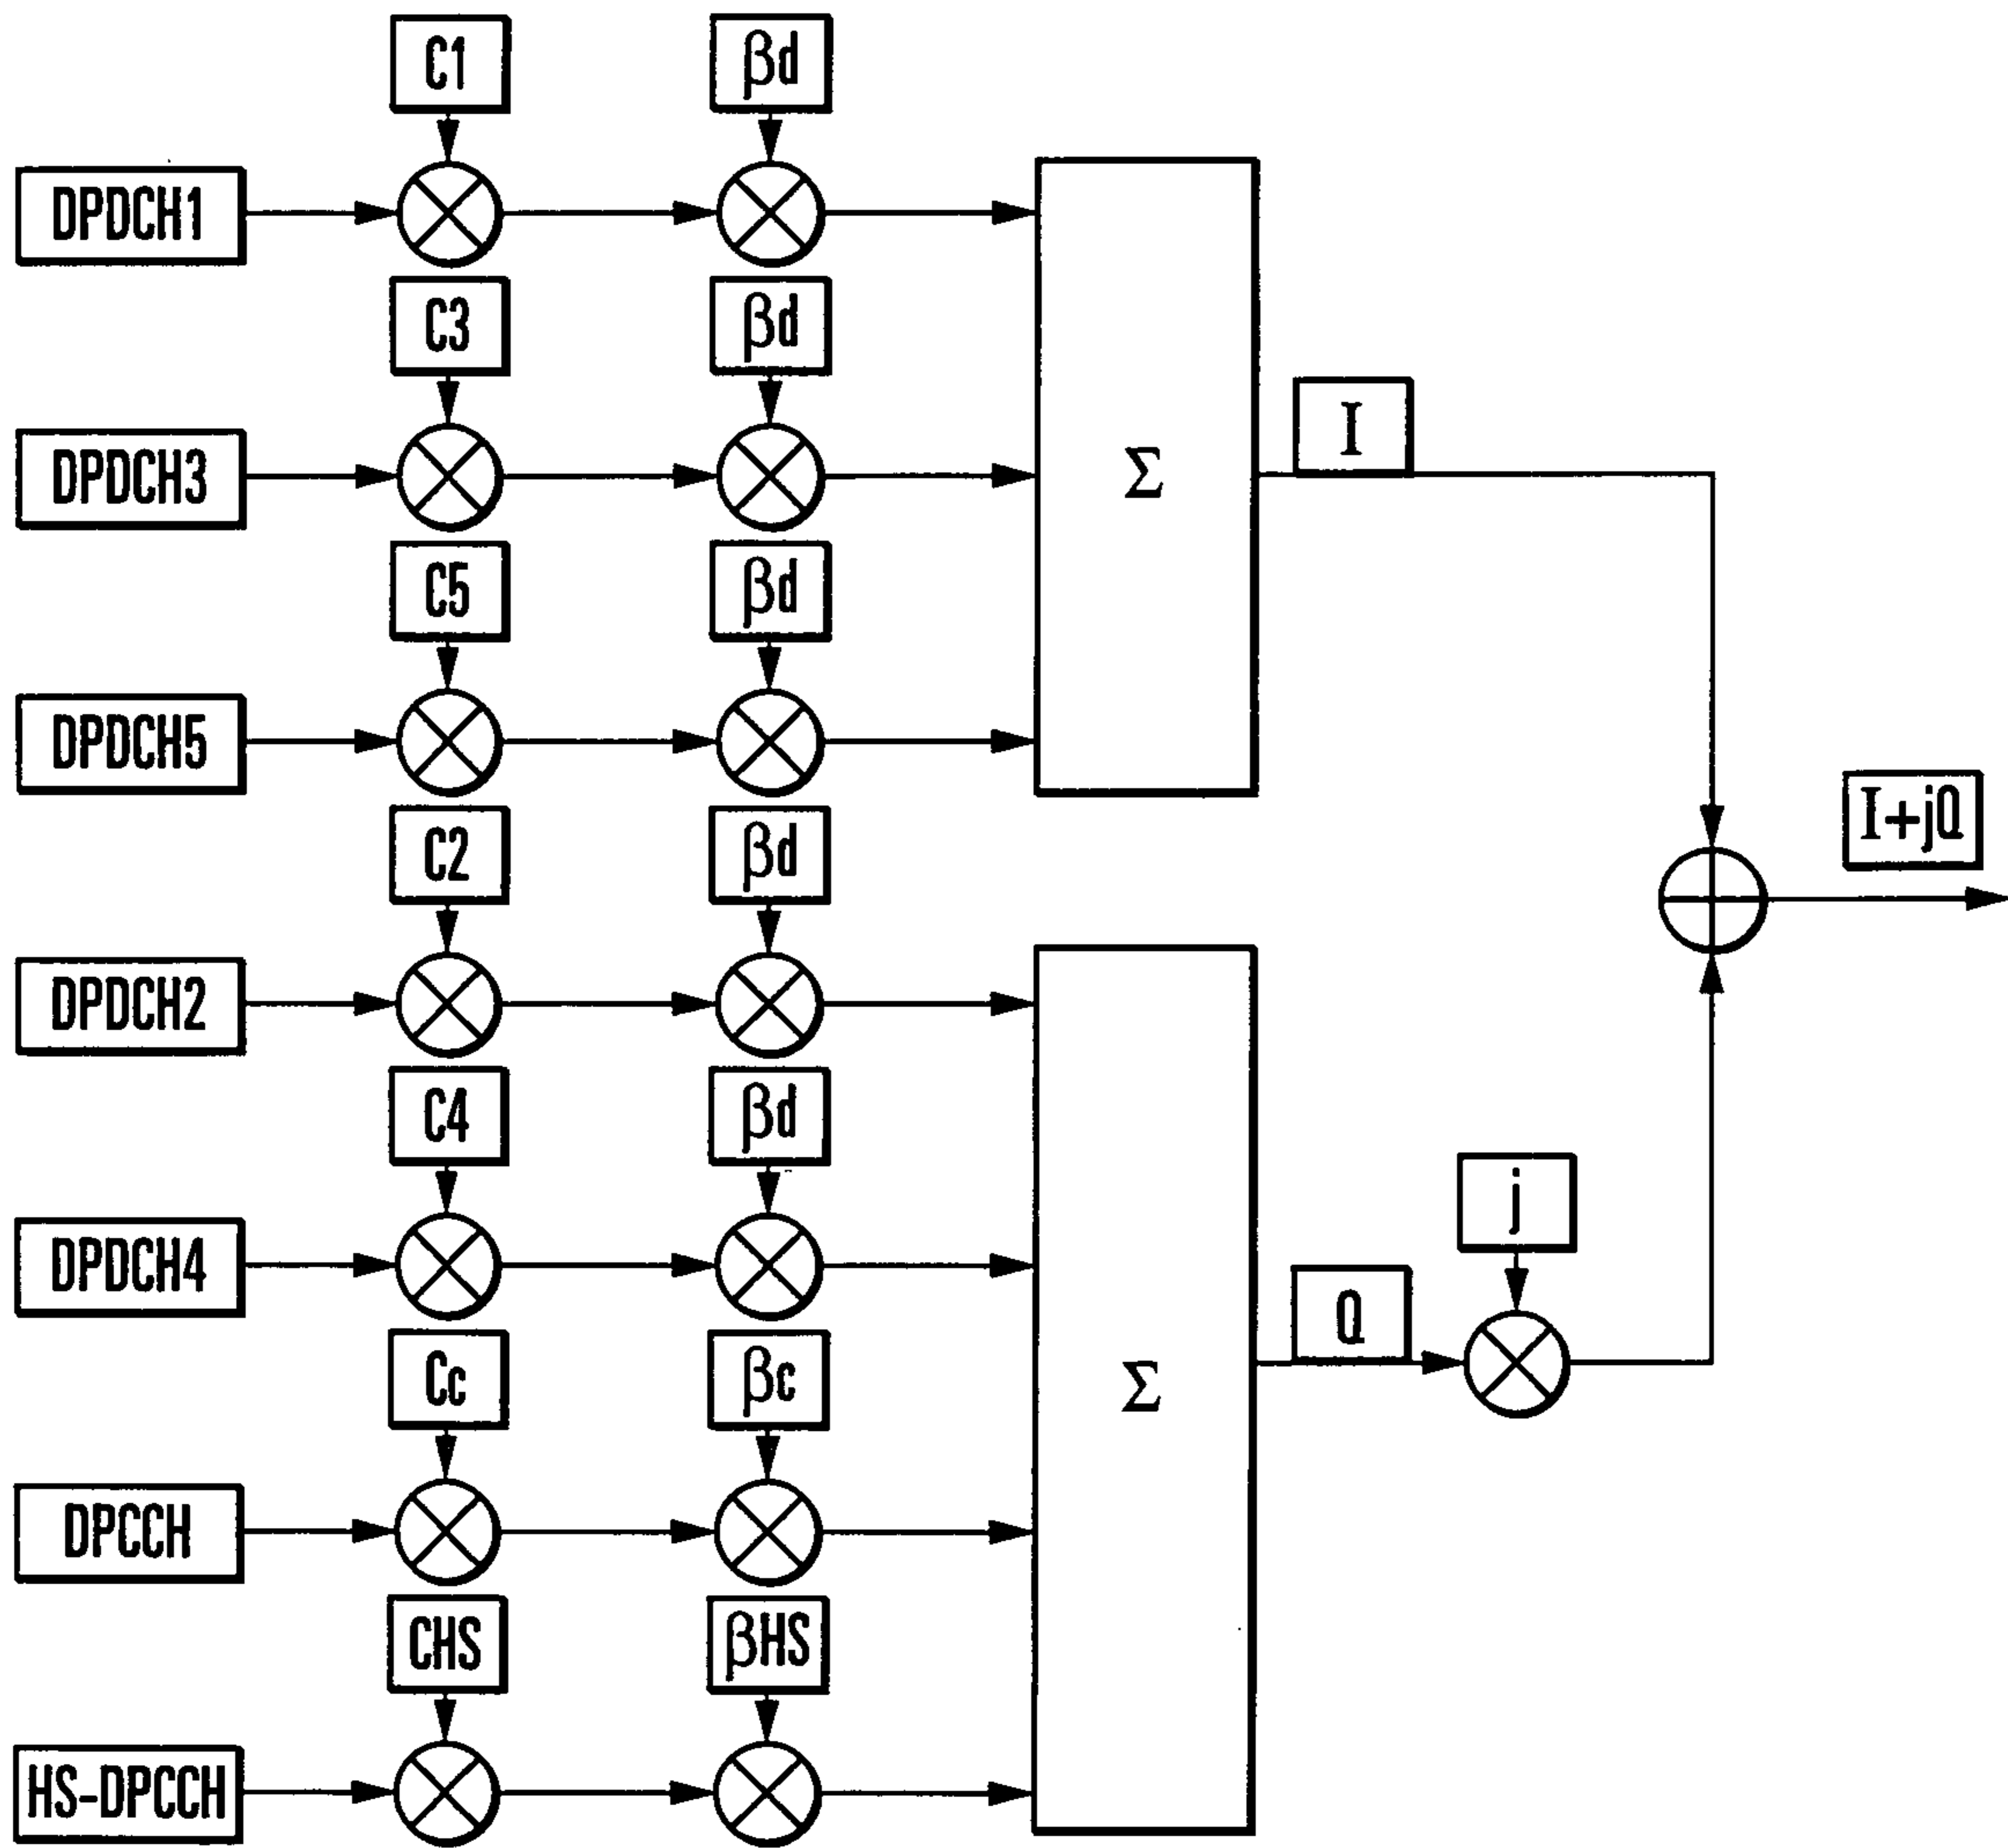 C1
βd
DPDCH1
C3
βd
DPDCH3
C5
βd
DPDCH5
Σ
I
C2
βd
DPDCH2
C4
βd
DPDCH4
Cc
βc
DPCCH
CHS
βHS
HS-DPCCH
Σ
Q
j
I+jQ